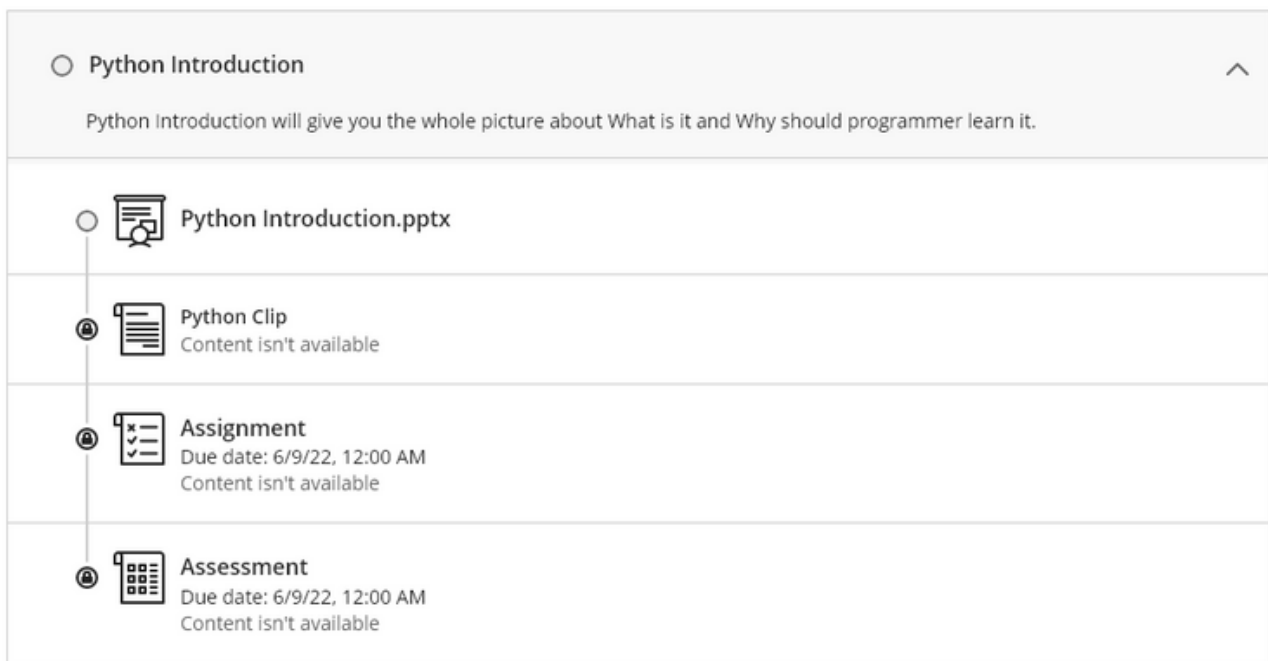 Python Introduction
Python Introduction will give you the whole picture about What is it and Why should programmer learn it.
Python Introduction.pptx
Python Clip
Content isn't available
Assignment
Due date: 6/9/22, 12:00 AM
Content isn't available
Assessment
Due date: 6/9/22, 12:00 AM
Content isn't available